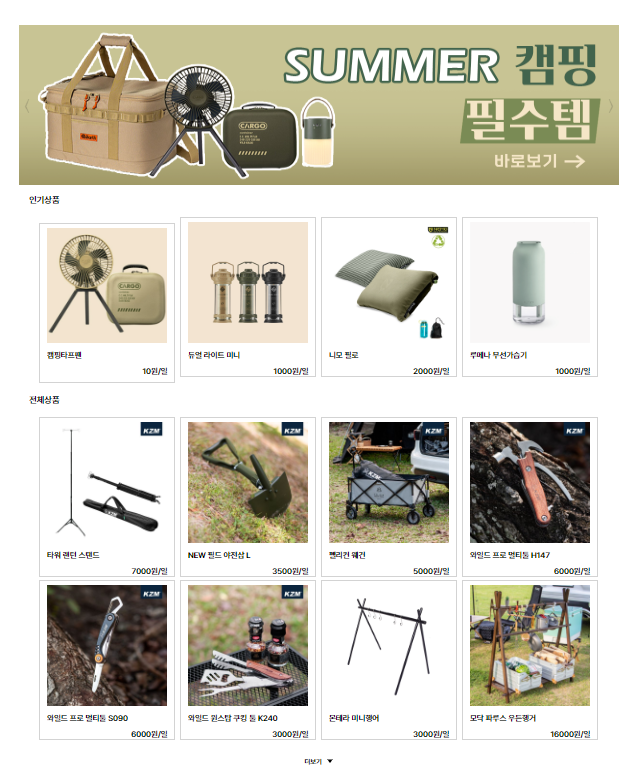 SUMMER 캠핑
필수템
바로보기 →
CARGO
인기상품
CARGO
캠핑타프팬
10원/일
듀얼 라이트 미니
1000원/일
니모 필로
2000원/일
루메나 무선가습기
1000원/일
전체상품
KZM
타워 랜턴 스탠드
7000원/일
KZM
NEW 필드 야전삽 L
3500원/일
KZM
펠리컨 웨건
5000원/일
KZM
와일드 프로 멀티툴 H147
6000원/일
KZM
와일드 프로 멀티툴 S090
6000원/일
KZM
와일드 원스탑 쿠킹 툴 K240
3000원/일
몬테라 미니행어
3000원/일
모닥 파루스 우든행거
16000원/일
더보기 ▼